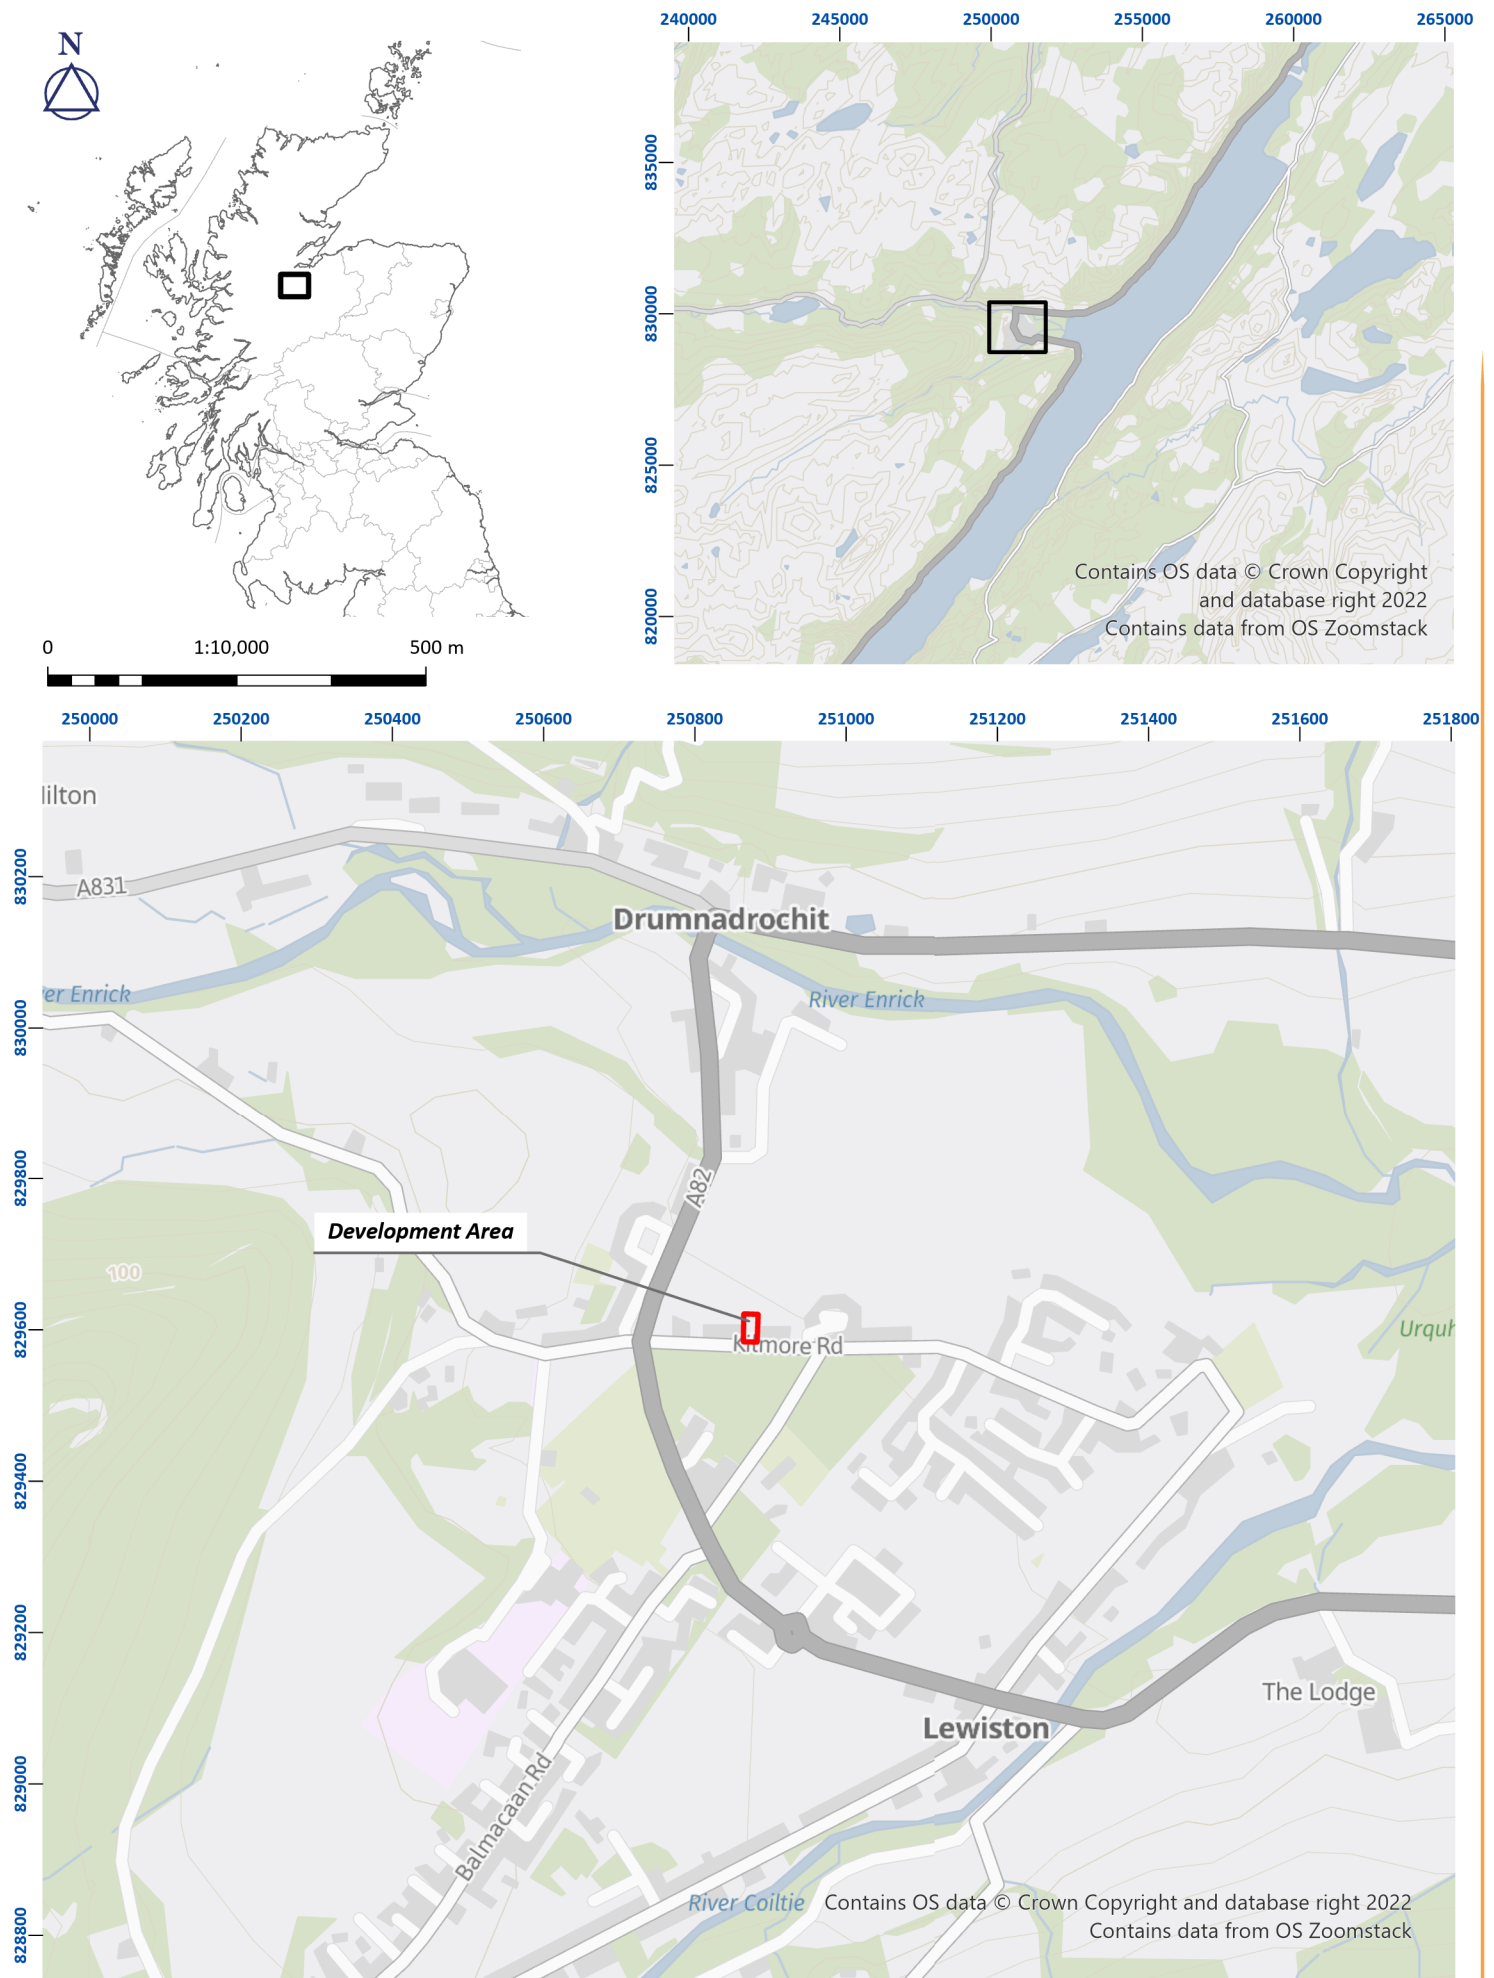 N
240000 245000 250000 255000 260000 265000
835000
830000
825000
820000
Contains OS data © Crown Copyright
and database right 2022
Contains data from OS Zoomstack
0 1:10,000 500 m
250000 250200 250400 250600 250800 251000 251200 251400 251600 251800
ilton
830200
A831
Drumnadrochit
er Enrick
River Enrick
830000
829800
A82
Development Area
100
829600
Kilmore Rd
Urquh
829400
829200
The Lodge
Lewiston
829000
Balmacaan Rd
River Coiltie
Contains OS data © Crown Copyright and database right 2022
Contains data from OS Zoomstack
828800